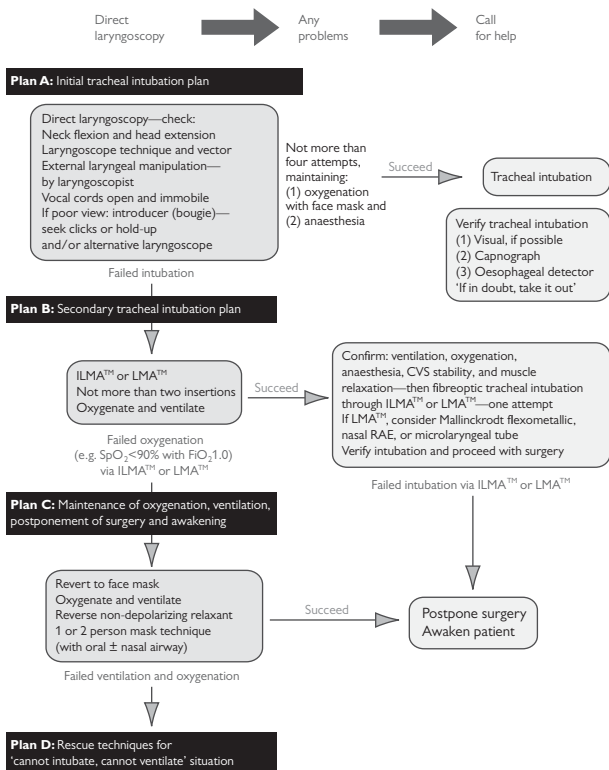 Direct
laryngoscopy
Any
problems
Call
for help
Plan A: Initial tracheal intubation plan
Direct laryngoscopy—check:
Neck flexion and head extension
Laryngoscope technique and vector
External laryngeal manipulation—
by laryngoscopist
Vocal cords open and immobile
If poor view: introducer (bougie)—
seek clicks or hold-up
and/or alternative laryngoscope
Not more than
four attempts,
maintaining:
(1) oxygenation
with face mask and
(2) anaesthesia
Succeed
Tracheal intubation
Verify tracheal intubation
(1) Visual, if possible
(2) Capnograph
(3) Oesophageal detector
‘If in doubt, take it out’
Failed intubation
Plan B: Secondary tracheal intubation plan
ILMA™ or LMA™
Not more than two insertions
Oxygenate and ventilate
Succeed
Confirm: ventilation, oxygenation,
anaesthesia, CVS stability, and muscle
relaxation—then fibreoptic tracheal intubation
through ILMA™ or LMA™—one attempt
If LMA™, consider Mallinckrodt flexometallic,
nasal RAE, or microlaryngeal tube
Verify intubation and proceed with surgery
Failed oxygenation
(e.g. SpO₂<90% with FiO₂1.0)
via ILMA™ or LMA™
Failed intubation via ILMA™ or LMA™
Plan C: Maintenance of oxygenation, ventilation,
postponement of surgery and awakening
Revert to face mask
Oxygenate and ventilate
Reverse non-depolarizing relaxant
1 or 2 person mask technique
(with oral ± nasal airway)
Succeed
Postpone surgery
Awaken patient
Failed ventilation and oxygenation
Plan D: Rescue techniques for
‘cannot intubate, cannot ventilate’ situation